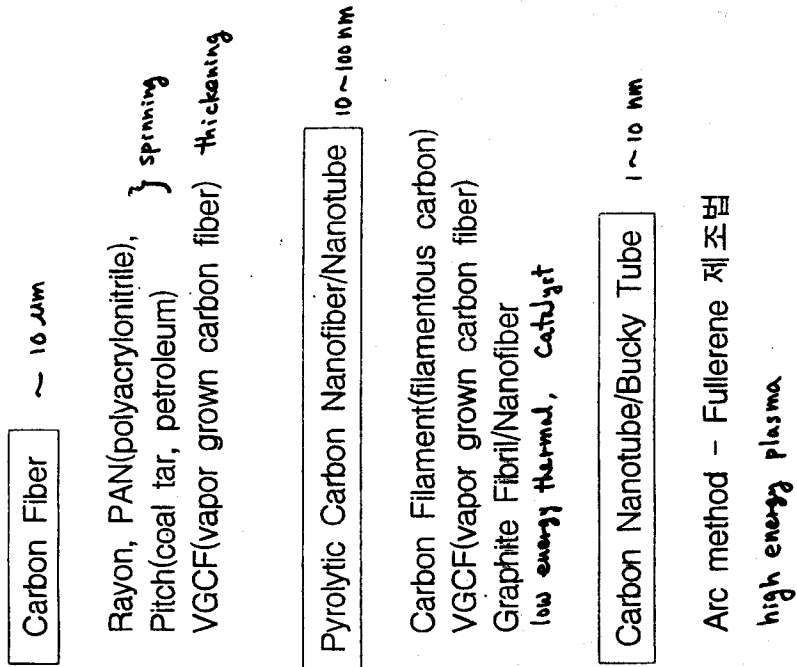 Carbon Fiber ~ 10 μm
Rayon, PAN(polyacrylonitrile),
Pitch(coal tar, petroleum) } spinning
VGCF(vapor grown carbon fiber) thickening
Pyrolytic Carbon Nanofiber/Nanotube 10~100 nm
Carbon Filament(filamentous carbon)
VGCF(vapor grown carbon fiber)
Graphite Fibril/Nanofiber
low energy thermal, catalyst
Carbon Nanotube/Bucky Tube 1~10 nm
Arc method - Fullerene 제조법
high energy plasma